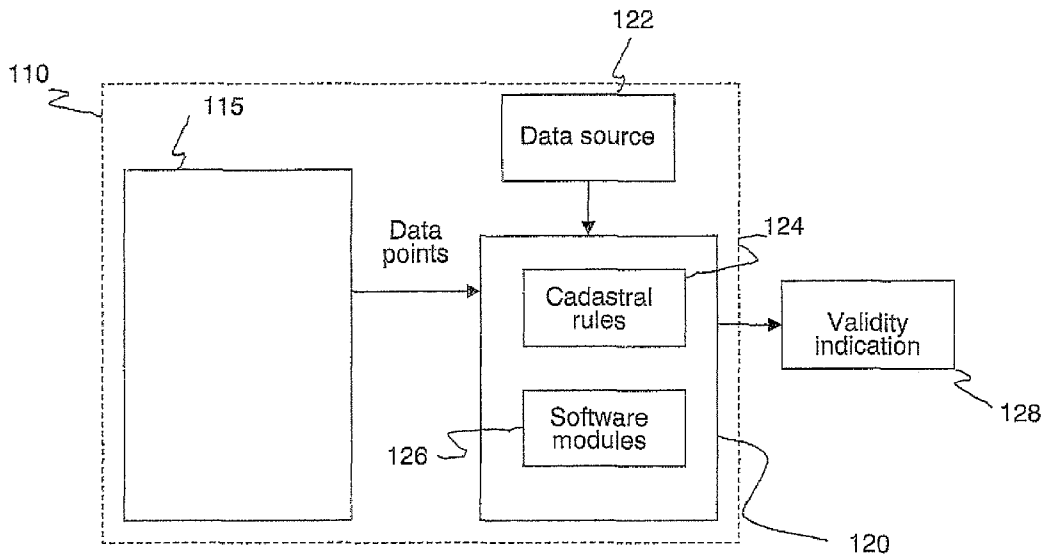 122
110
115
Data source
Data
points
124
Cadastral
rules
Validity
indication
128
Software
modules
126
120